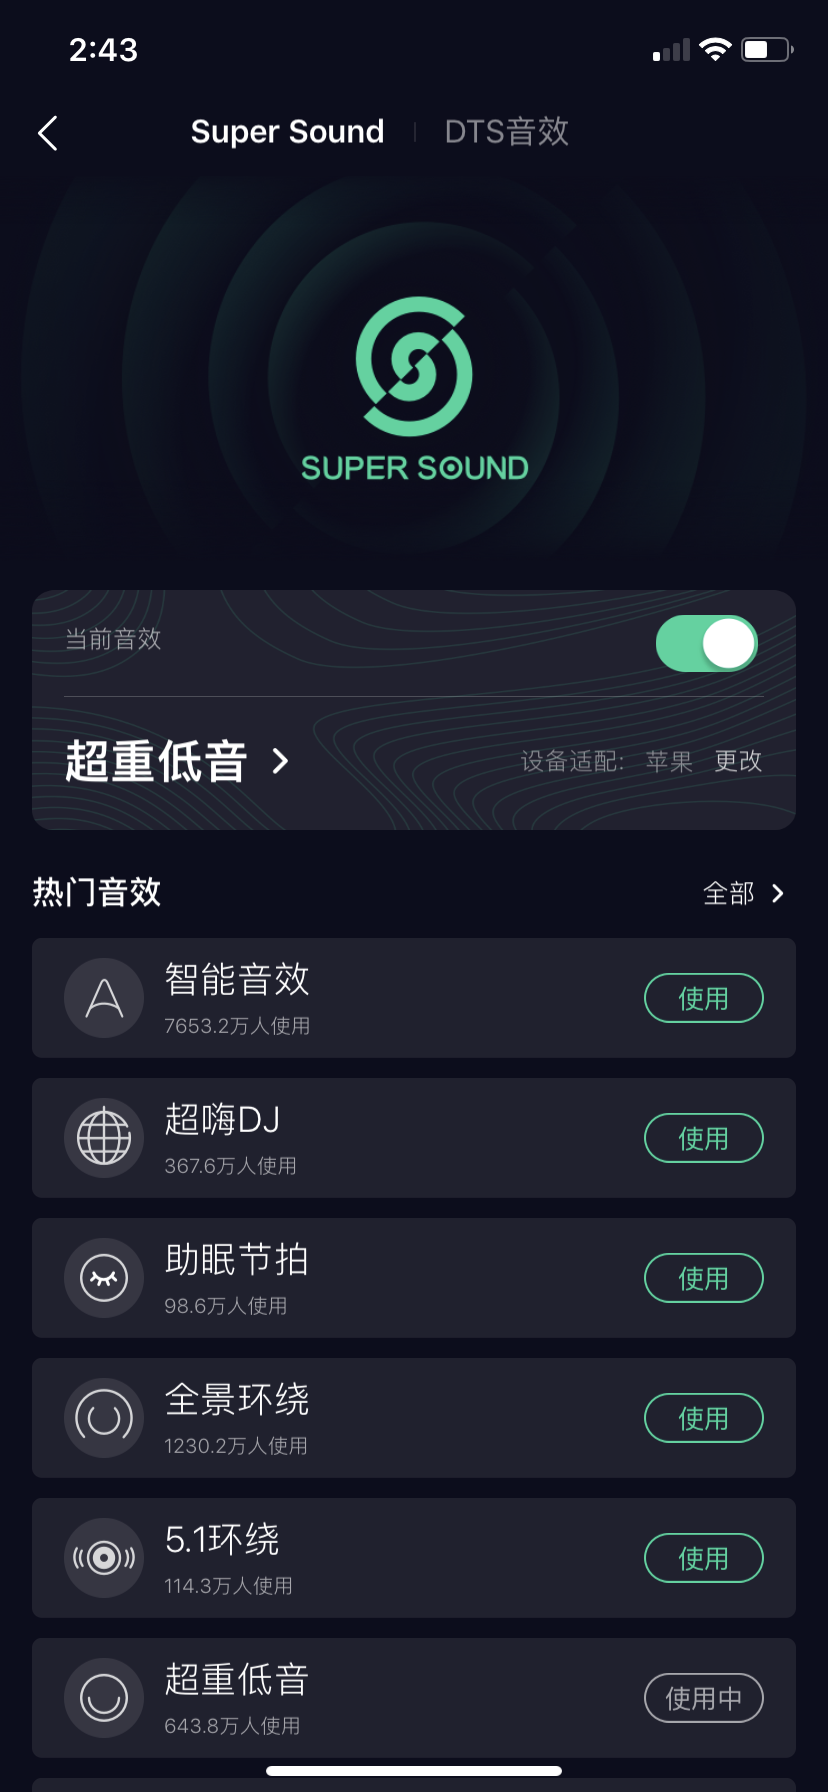 2:43
Super Sound
DTS音效
SUPER SOUND
当前音效
超重低音
设备适配: 苹果 更改
热门音效
全部
智能音效
7653.2万人使用
使用
超嗨DJ
367.6万人使用
使用
助眠节拍
98.6万人使用
使用
全景环绕
1230.2万人使用
使用
5.1环绕
114.3万人使用
使用
超重低音
643.8万人使用
使用中